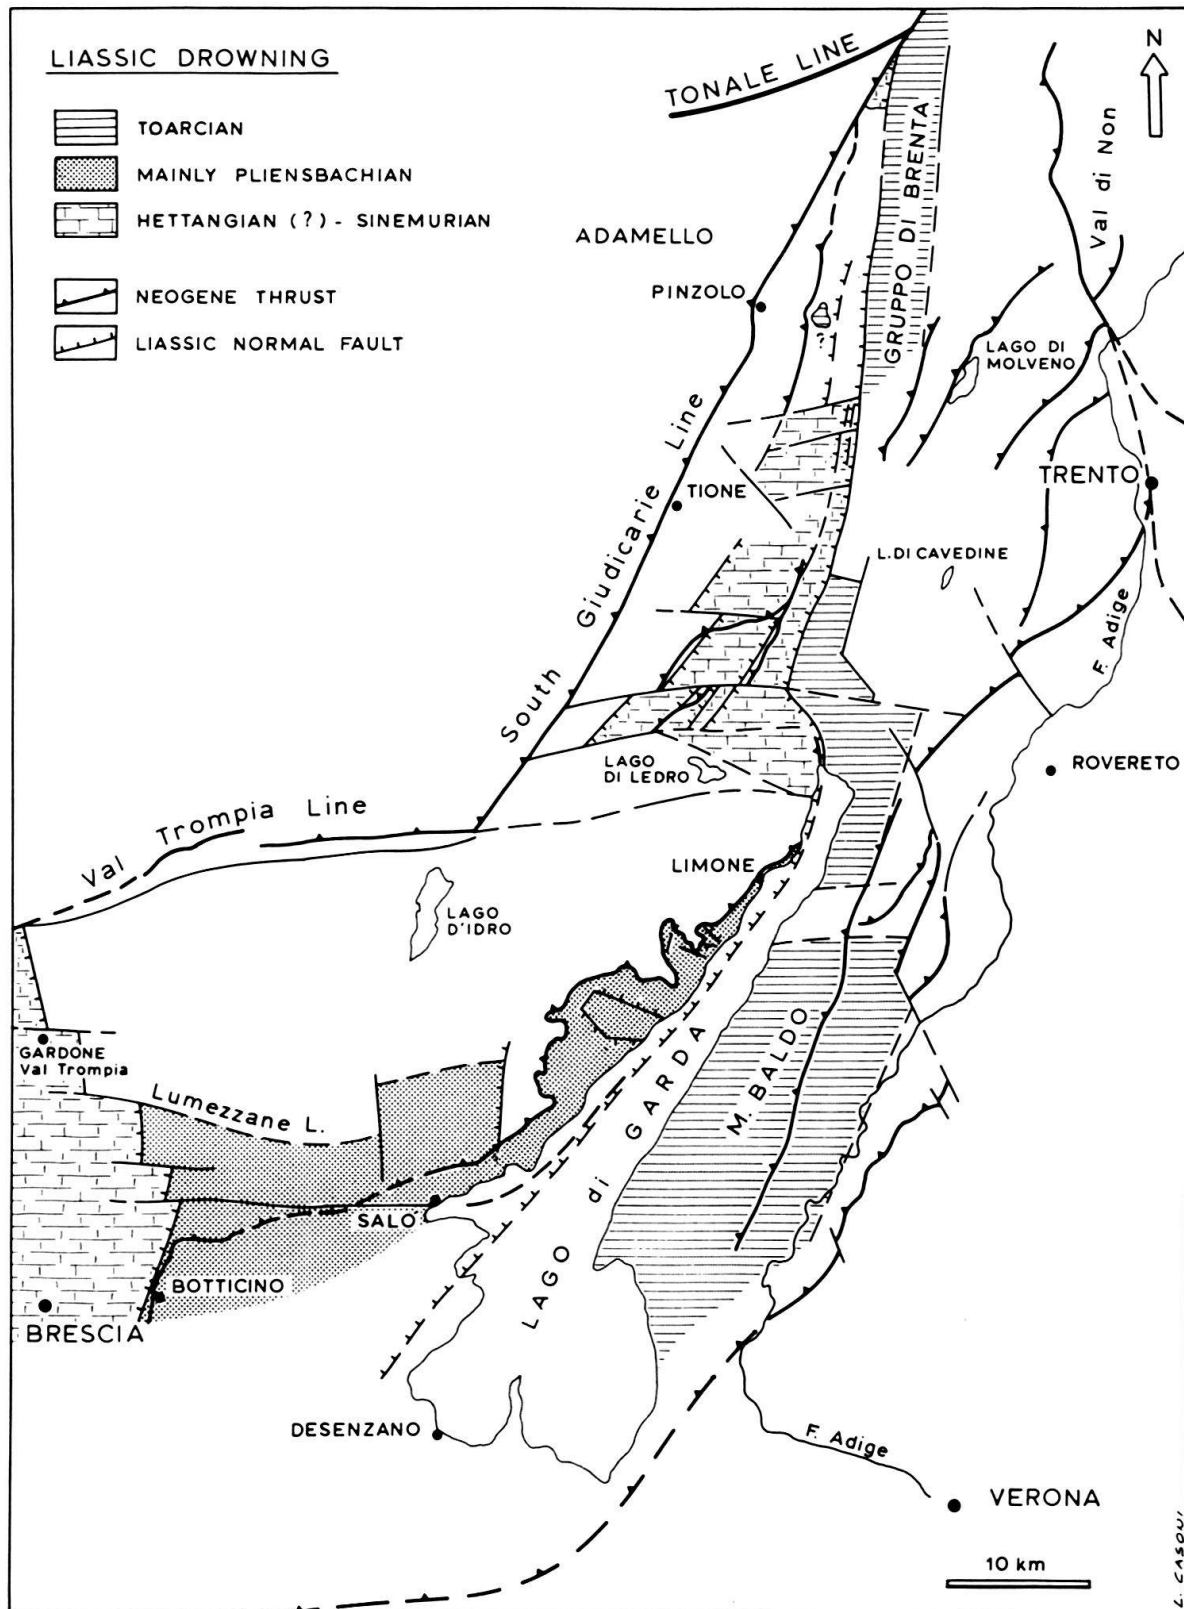 LIASSIC DROWNING
TOARCIAN
MAINLY PLIENSBACHIAN
HETTANGIAN (?) - SINEMURIAN
NEOGENE THRUST
LIASSIC NORMAL FAULT
TONALE LINE
N
GRUPPO DI BRENTA
Val di Non
ADAMELLO
PINZOLO
?
LAGO DI
MOLVENO
South Giudicarie Line
TRENTO
TIONE
L. DI CAVEDINE
F. Adige
LAGO
DI LEDRO
ROVERETO
Val Trompia Line
LIMONE
LAGO
D'IDRO
GARDONE
Val Trompia
Lumezzane L.
M. BALDO
LAGO di GARDA
SALO
BOTTICINO
BRESCIA
DESENZANO
F. Adige
VERONA
10 km
L. CASONI